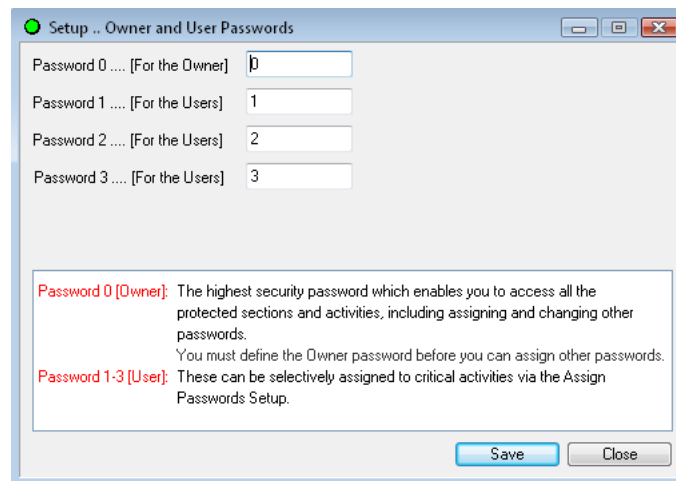 Setup .. Owner and User Passwords
Password 0 .... [For the Owner] 0
Password 1 .... [For the Users] 1
Password 2 .... [For the Users] 2
Password 3 .... [For the Users] 3
Password 0 [Owner]: The highest security password which enables you to access all the
protected sections and activities, including assigning and changing other
passwords.
You must define the Owner password before you can assign other passwords.
Password 1-3 [User]: These can be selectively assigned to critical activities via the Assign
Passwords Setup.
Save Close